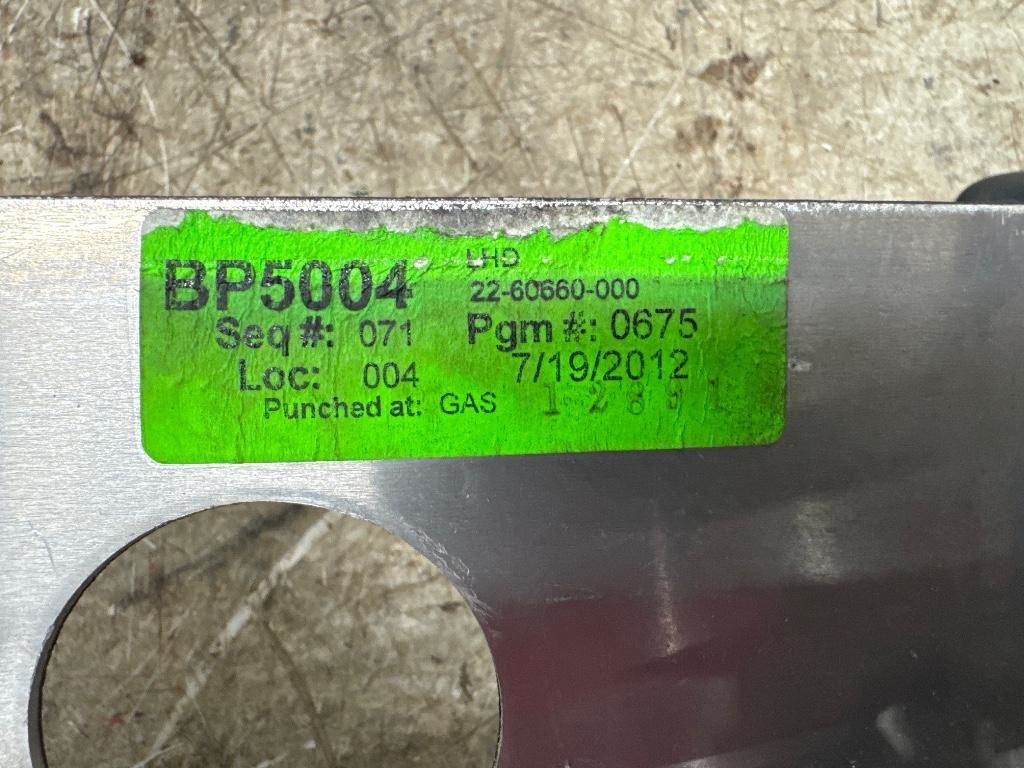 LHD
BP5004 22-60660-000
Seq #: 071 Pgm #: 0675
Loc: 004 7/19/2012
Punched at: GAS